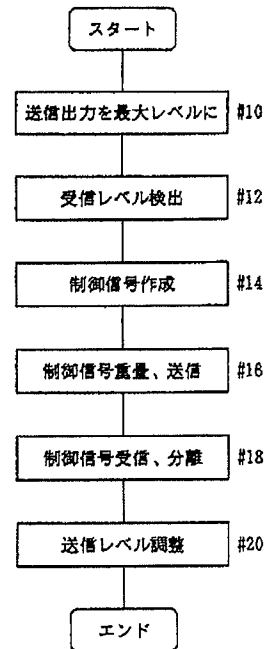 スタート
送信出力を最大レベルに #10
受信レベル検出 #12
制御信号作成 #14
制御信号重畳、送信 #16
制御信号受信、分離 #18
送信レベル調整 #20
エンド